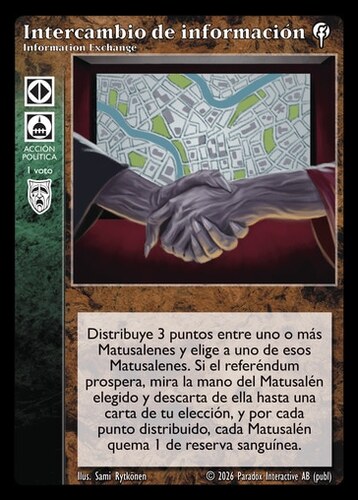 Intercambio de información
Information Exchange
ACCIÓN
POLÍTICA
1 voto
Distribuye 3 puntos entre uno o más
Matusalenes y elige a uno de esos
Matusalenes. Si el referéndum
prospera, mira la mano del Matusalén
elegido y descarta de ella hasta una
carta de tu elección, y por cada
punto distribuido, cada Matusalén
quema 1 de reserva sanguínea.
Ilus. Sami Rytkönen
© 2026 Paradox Interactive AB (publ)